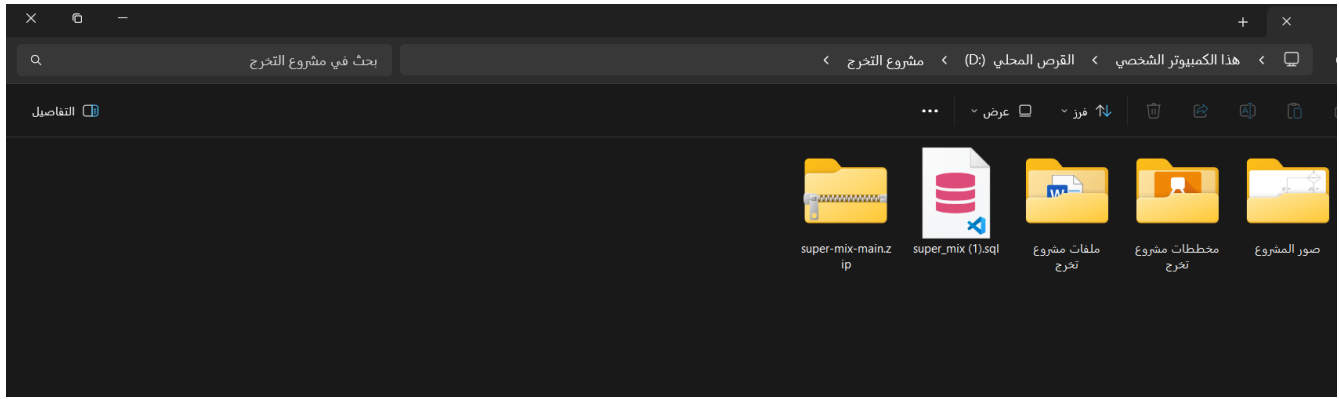 هذا الكمبيوتر الشخصي
القرص المحلي (D:)
مشروع التخرج
بحث في مشروع التخرج
فرز
عرض
التفاصيل
صور المشروع
مخططات مشروع
تخرج
ملفات مشروع
تخرج
super_mix (1).sql
super-mix-main.z
ip